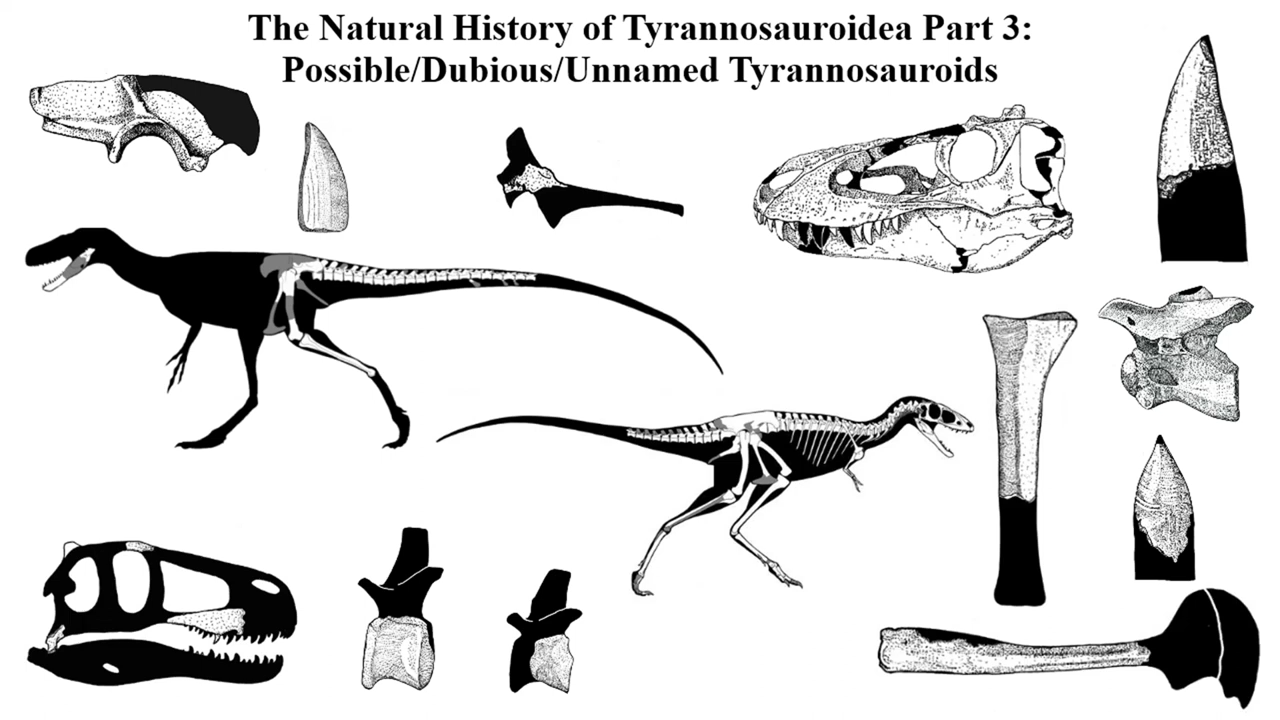 The Natural History of Tyrannosauroidea Part 3:
Possible/Dubious/Unnamed Tyrannosauroids